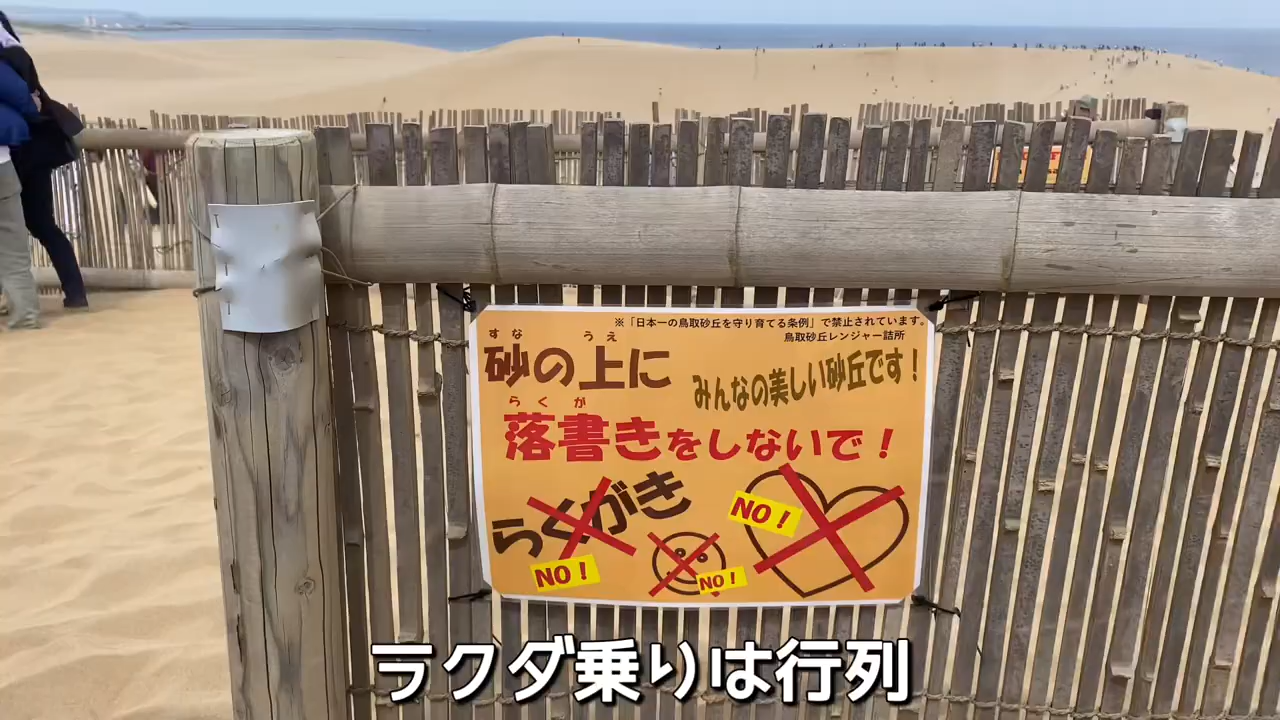 ※「日本一の鳥取砂丘を守り育てる条例」で禁止されています。
鳥取砂丘レンジャー詰所
すな うえ
砂の上に
みんなの美しい砂丘です！
らくが
落書きをしないで！
らくがき
NO！
NO！
NO！
ラクダ乗りは行列